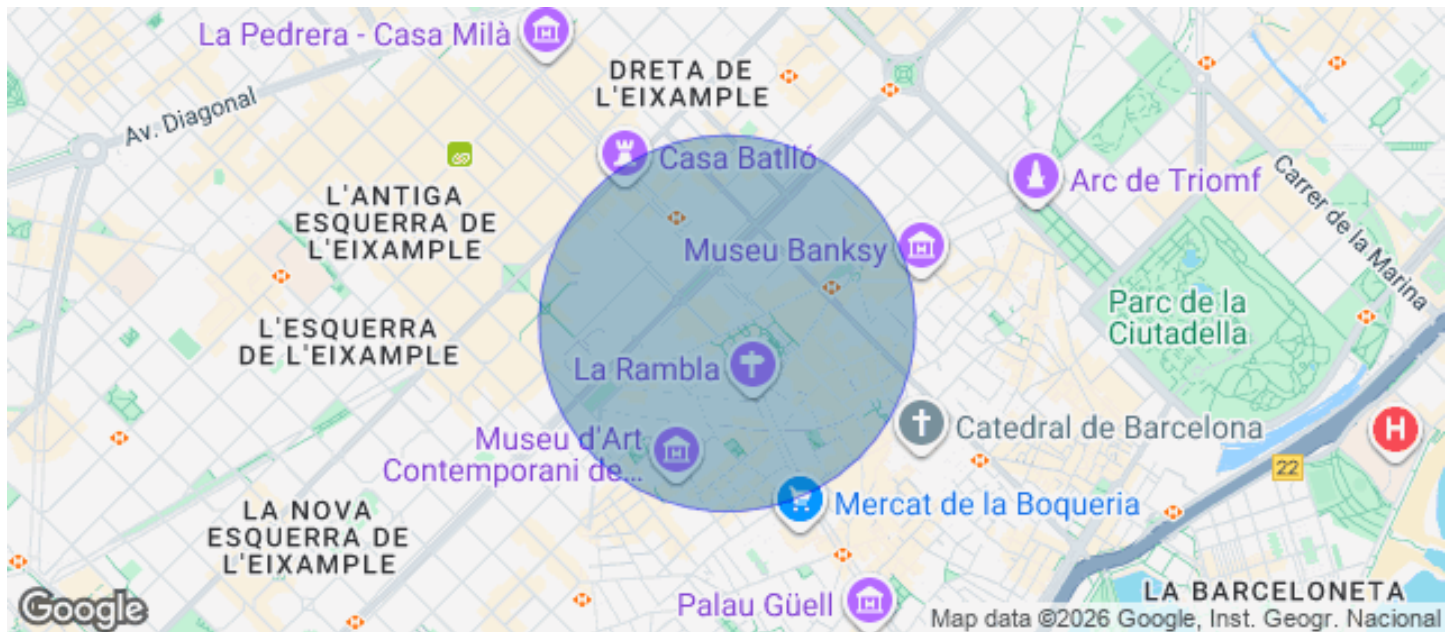 La Pedrera - Casa Milà
DRETA DE
L'EIXAMPLE
Av. Diagonal
Casa Batlló
Arc de Triomf
Carrer de la Marina
L'ANTIGA
ESQUERRA DE
L'EIXAMPLE
Museu Banksy
Parc de la
Ciutadella
L'ESQUERRA
DE L'EIXAMPLE
La Rambla
Museu d'Art
Contemporani de...
Catedral de Barcelona
H
22
Mercat de la Boqueria
LA NOVA
ESQUERRA DE
L'EIXAMPLE
Palau Güell
LA BARCELONETA
Google
Map data ©2026 Google, Inst. Geogr. Nacional